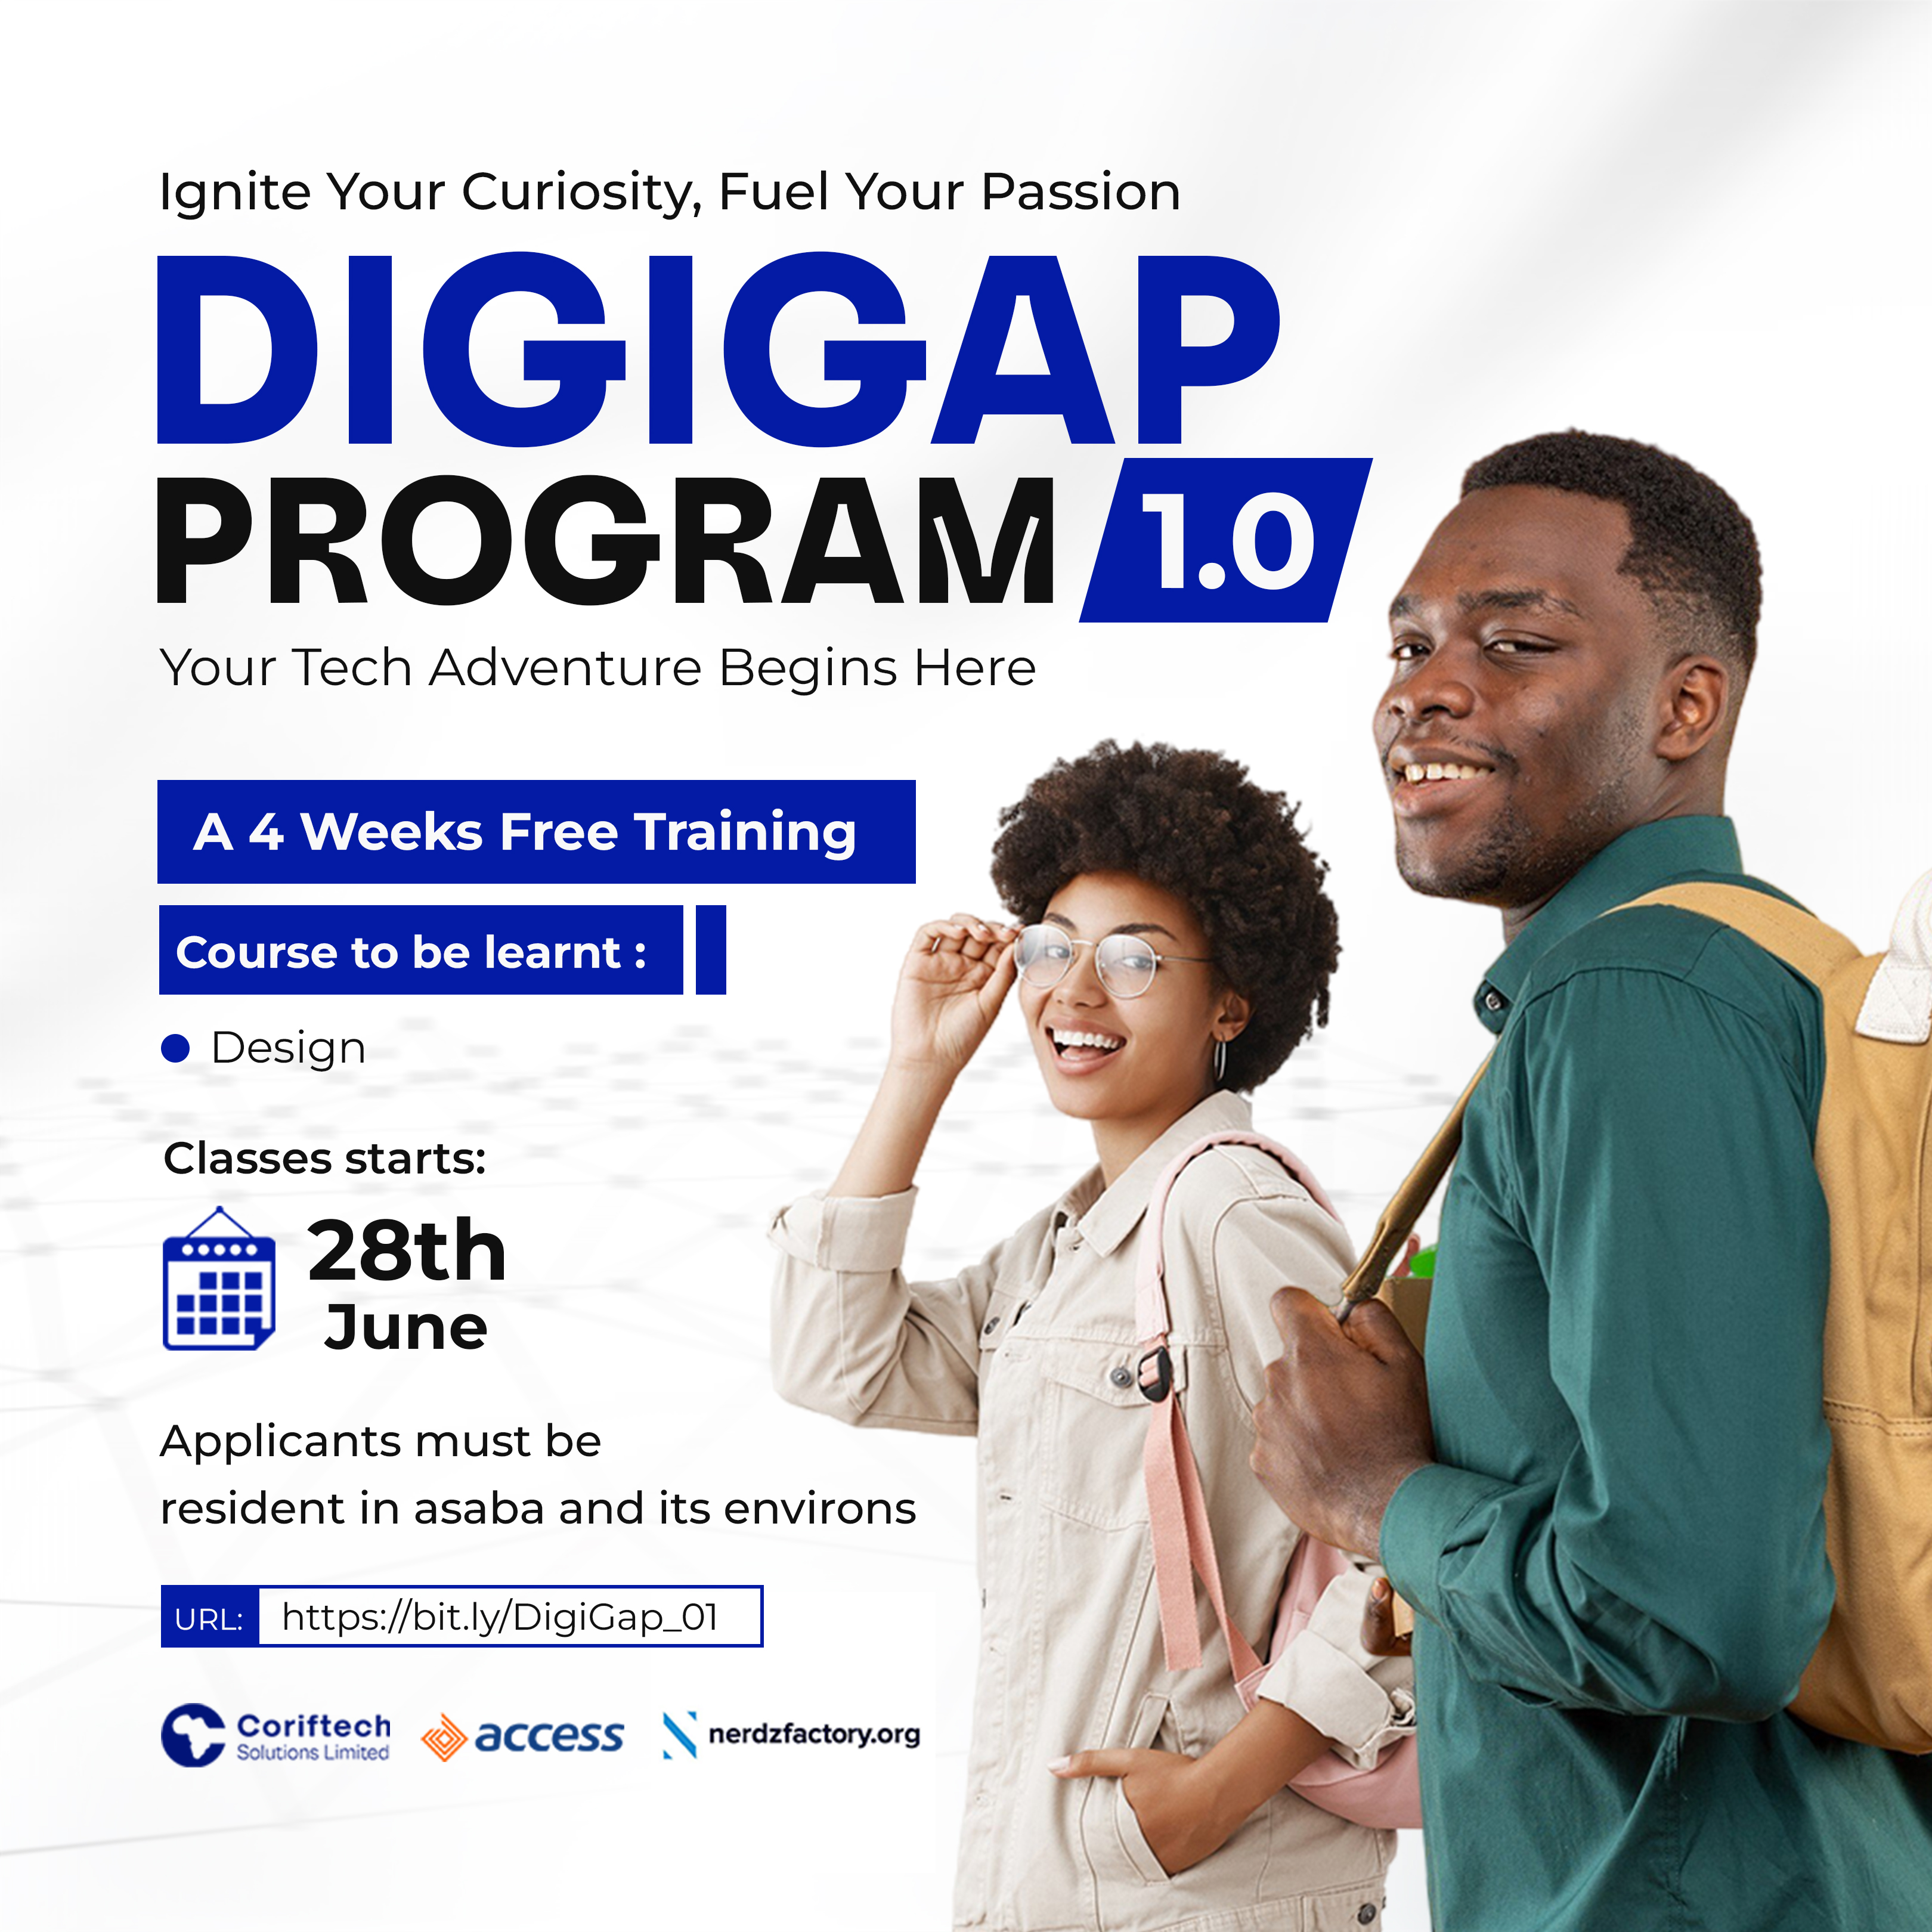 Ignite Your Curiosity, Fuel Your Passion
DIGIGAP
PROGRAM 1.0
Your Tech Adventure Begins Here
A 4 Weeks Free Training
Course to be learnt :
Design
Classes starts:
28th
June
Applicants must be
resident in asaba and its environs
URL: https://bit.ly/DigiGap_01
Coriftech
Solutions Limited
access
nerdzfactory.org